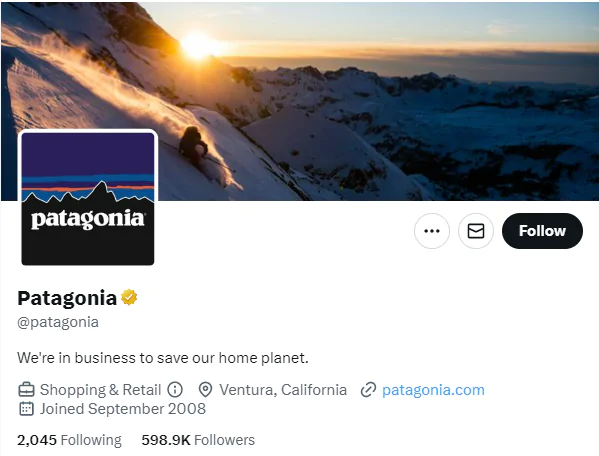 patagonia
Follow
Patagonia
@patagonia
We're in business to save our home planet.
Shopping & Retail Ventura, California patagonia.com
Joined September 2008
2,045 Following 598.9K Followers